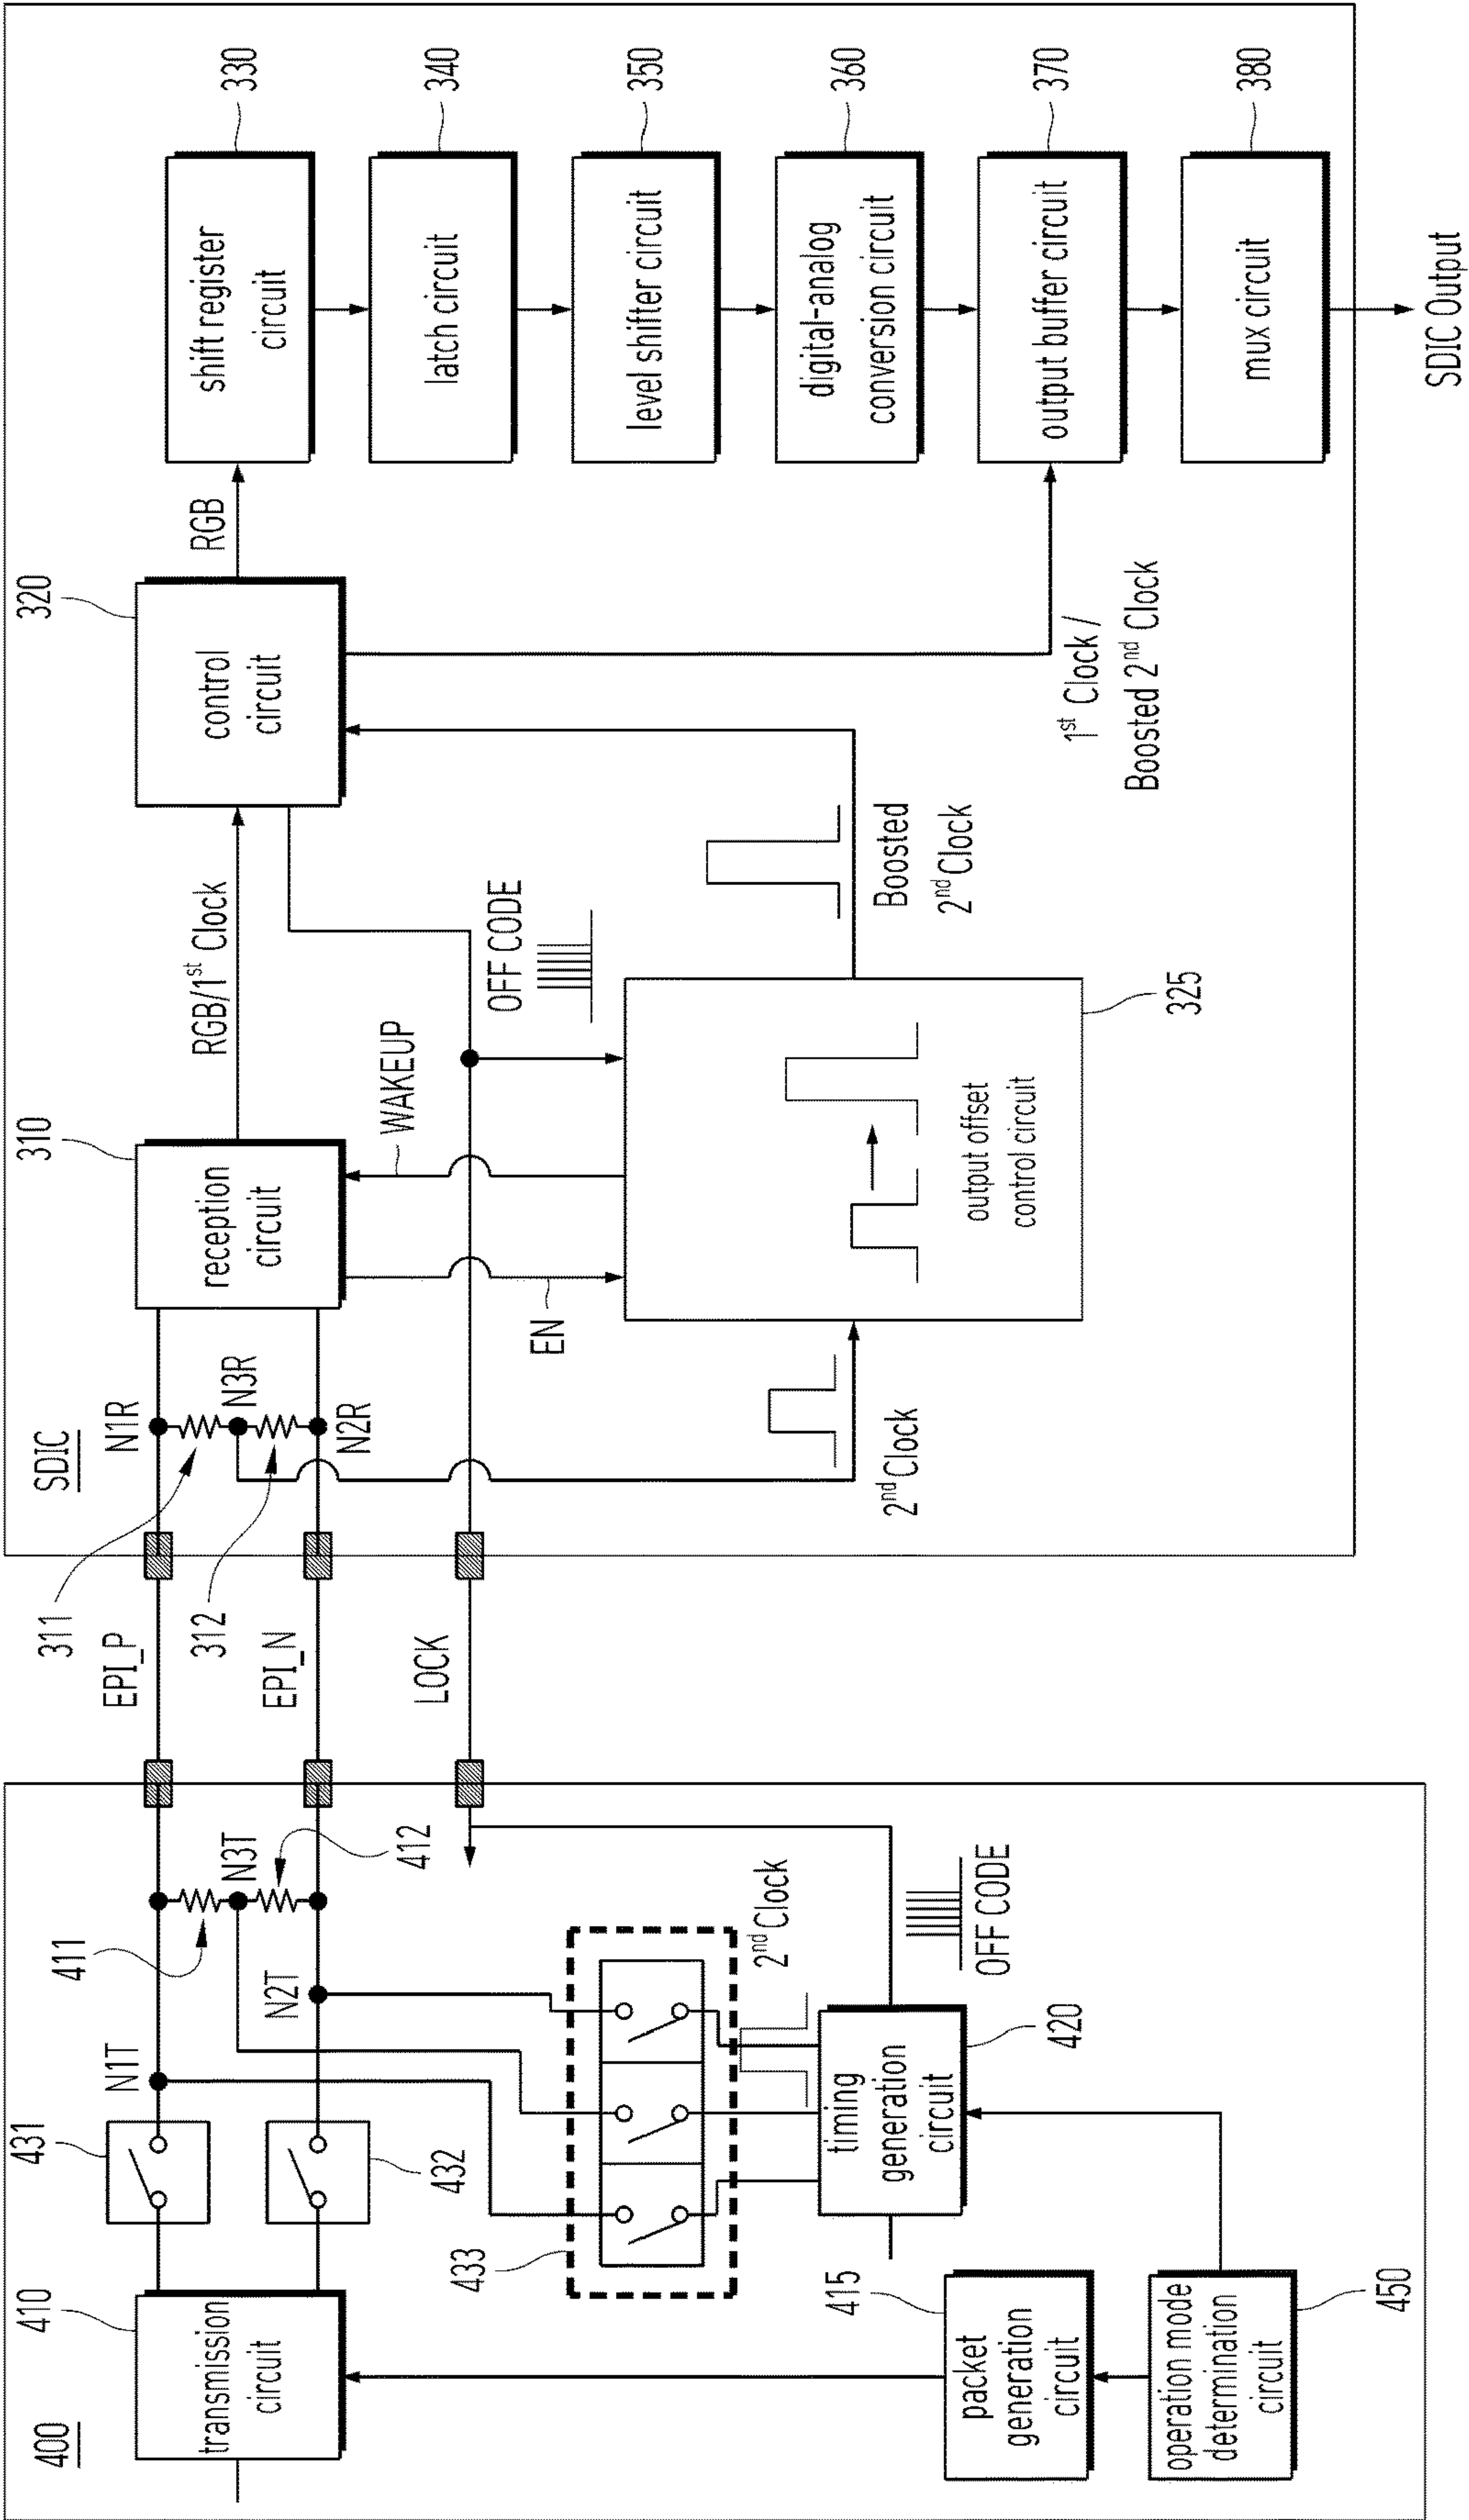 400
410
transmission
circuit
431
432
N1T
N2T
N3T
411
412
433
2nd Clock
415
packet
generation
circuit
timing
generation
circuit
420
OFF CODE
operation mode
determination
circuit
450
EPI_P
EPI_N
LOCK
311
312
SDIC
N1R
N3R
N2R
310
reception
circuit
RGB/1st Clock
320
control
circuit
RGB
EN
WAKEUP
OFF CODE
2nd Clock
output offset
control circuit
325
Boosted
2nd Clock
1st Clock /
Boosted 2nd Clock
shift register
circuit
330
latch circuit
340
level shifter circuit
350
digital-analog
conversion circuit
360
output buffer circuit
370
mux circuit
380
SDIC Output